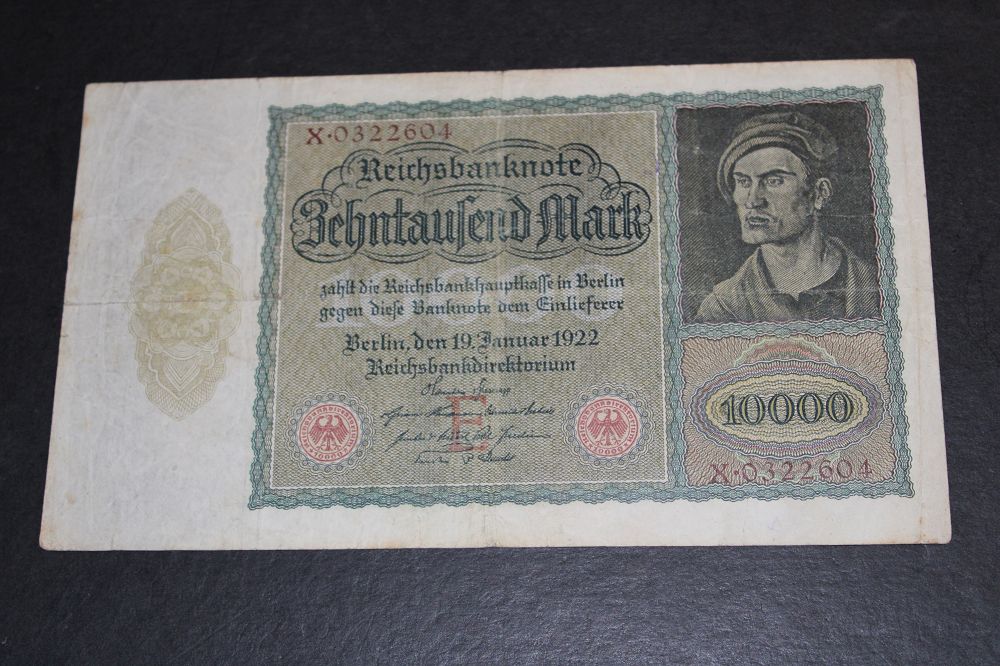 X·0322604
Reichsbanknote
Zehntausend Mark
zahlt die Reichsbankhauptkasse in Berlin
gegen diese Banknote dem Einlieferer
Berlin, den 19. Januar 1922
Reichsbankdirektorium
E
10000
X·0322604